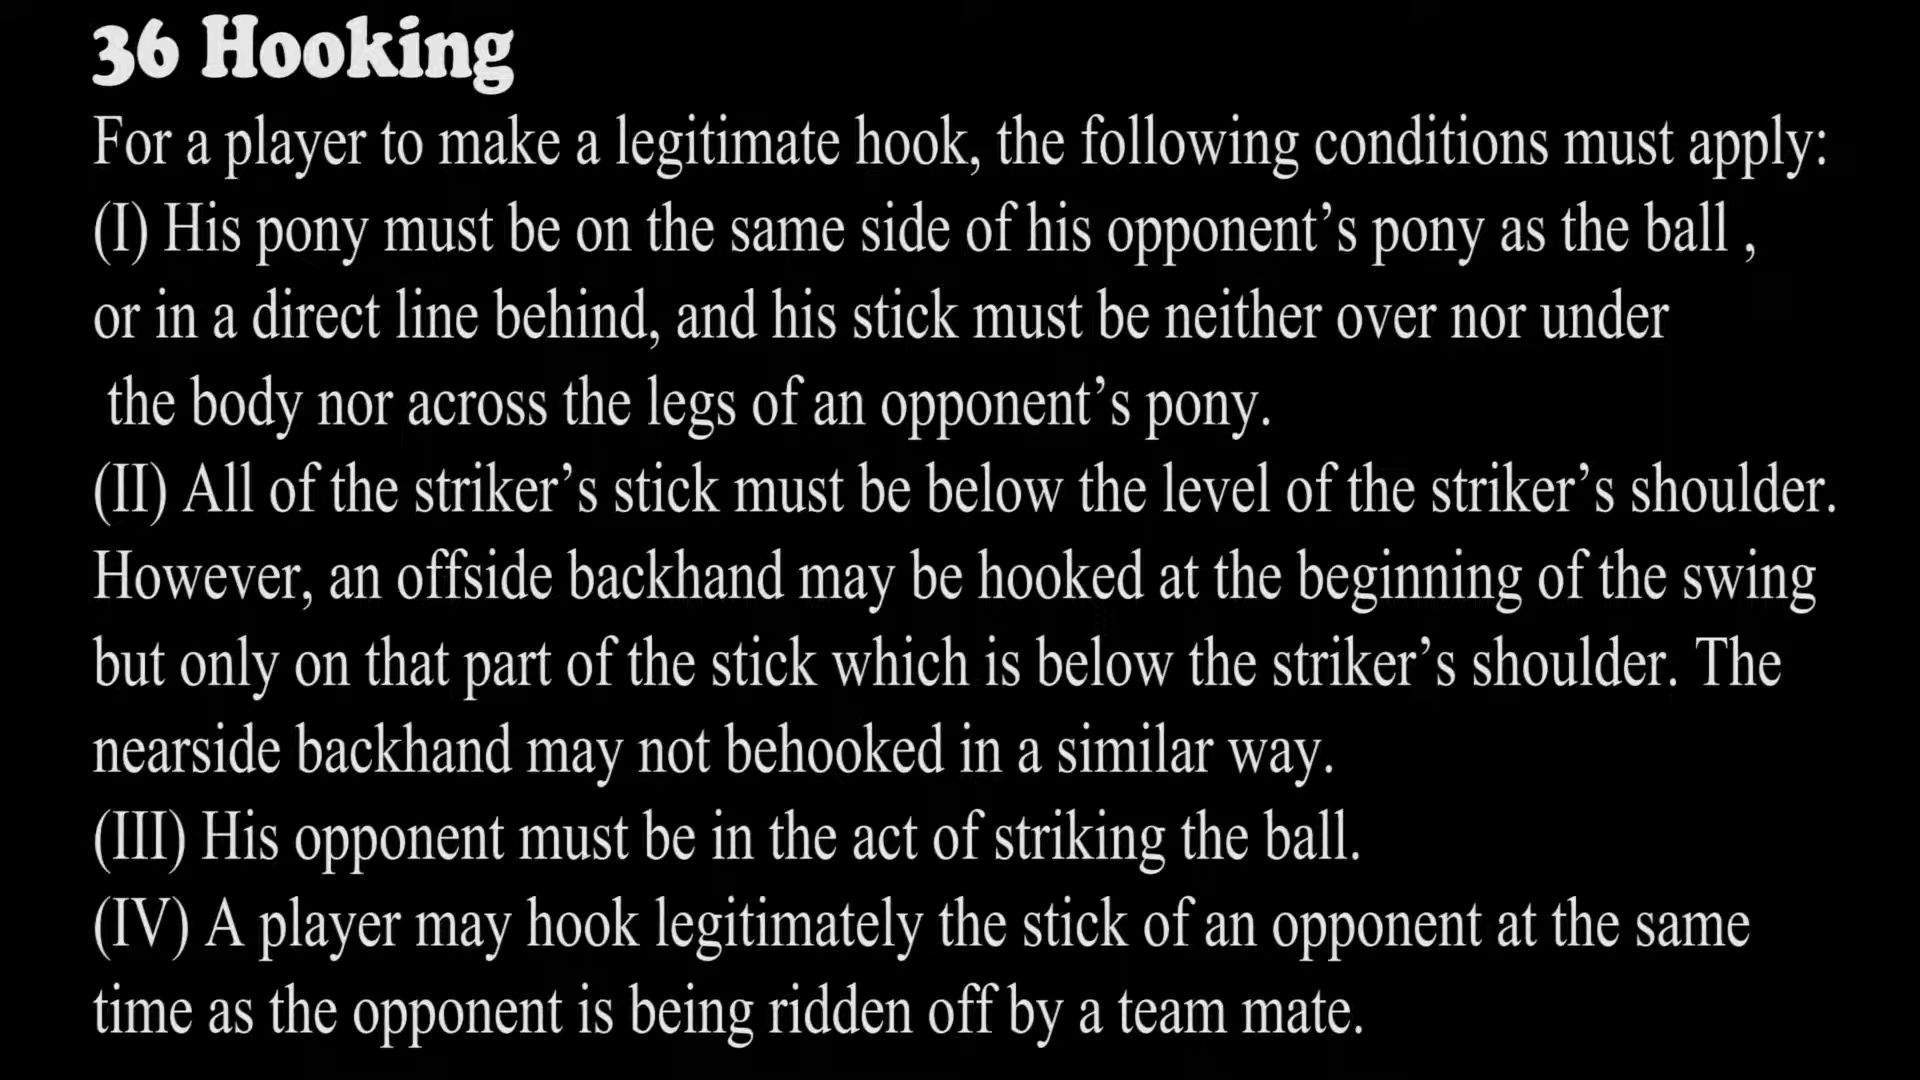 36 Hooking
For a player to make a legitimate hook, the following conditions must apply:
(I) His pony must be on the same side of his opponent’s pony as the ball ,
or in a direct line behind, and his stick must be neither over nor under
the body nor across the legs of an opponent’s pony.
(II) All of the striker’s stick must be below the level of the striker’s shoulder.
However, an offside backhand may be hooked at the beginning of the swing
but only on that part of the stick which is below the striker’s shoulder. The
nearside backhand may not behooked in a similar way.
(III) His opponent must be in the act of striking the ball.
(IV) A player may hook legitimately the stick of an opponent at the same
time as the opponent is being ridden off by a team mate.